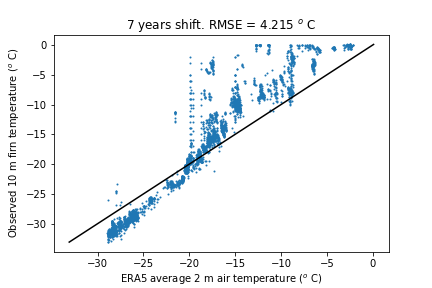 7 years shift. RMSE = 4.215 ° C
Observed 10 m firn temperature (° C)
0
−5
−10
−15
−20
−25
−30
−30 −25 −20 −15 −10 −5 0
ERA5 average 2 m air temperature (° C)